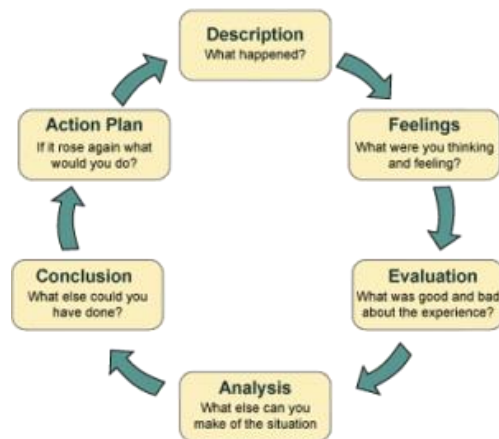 Description
What happened?
Feelings
What were you thinking
and feeling?
Evaluation
What was good and bad
about the experience?
Analysis
What else can you
make of the situation
Conclusion
What else could you
have done?
Action Plan
If it rose again what
would you do?